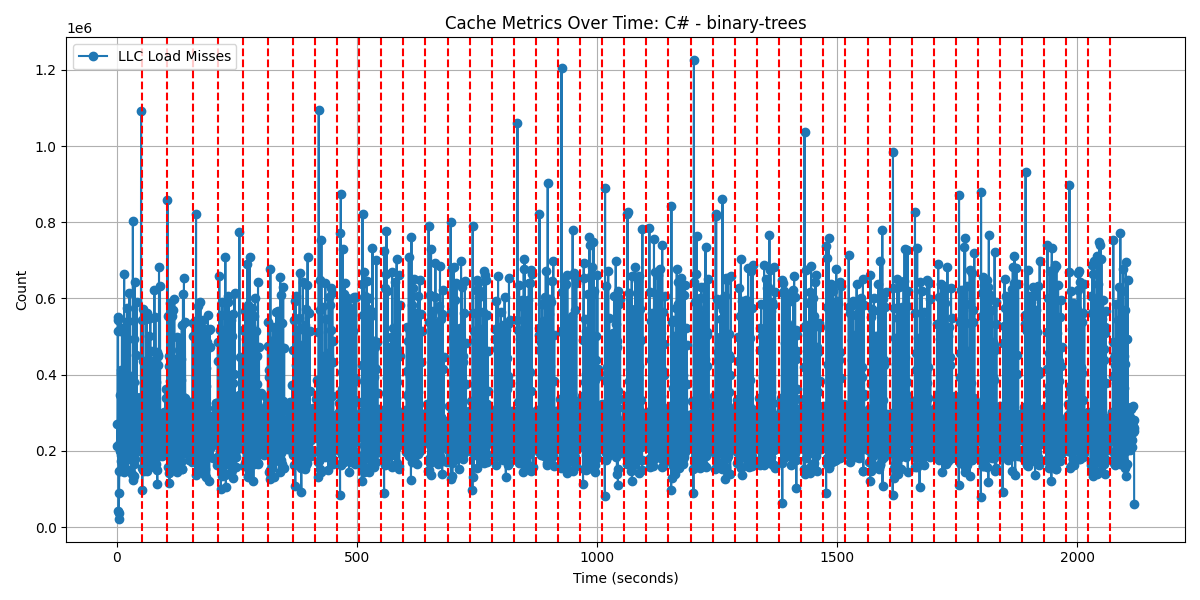 Cache Metrics Over Time: C# - binary-trees
1e6
LLC Load Misses
1.2
1.0
0.8
0.6
0.4
0.2
0.0
Count
0
500
1000
1500
2000
Time (seconds)